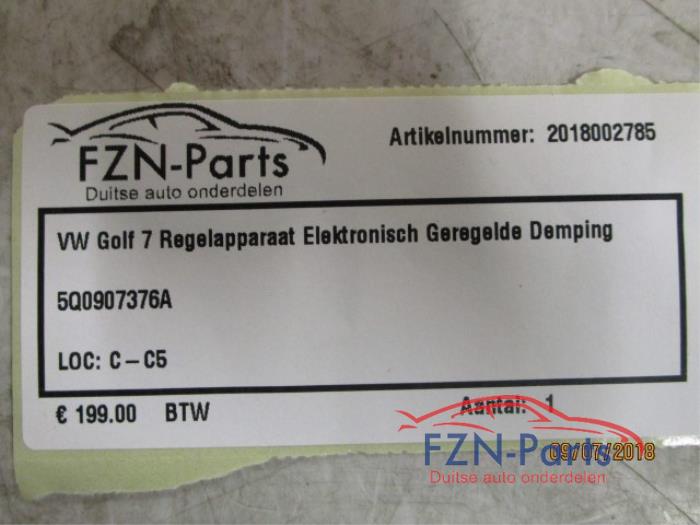 FZN-Parts
Duitse auto onderdelen
Artikelnummer: 2018002785
VW Golf 7 Regelapparaat Elektronisch Geregelde Demping
5Q0907376A
LOC: C-C5
€ 199.00 BTW
Aantal: 1
09/07/2018
FZN-Parts
Duitse auto onderdelen